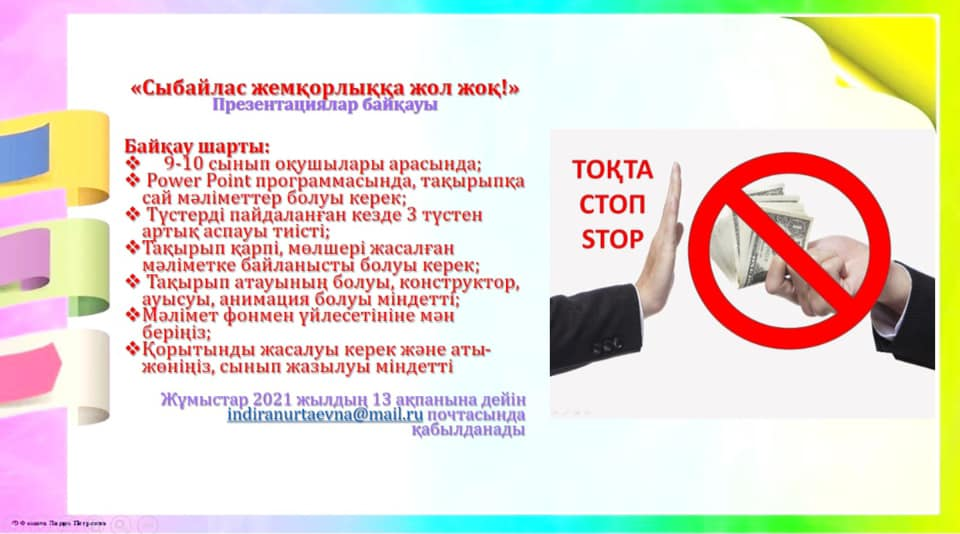 «Сыбайлас жемқорлыққа жол жоқ!»
Презентациялар байқауы
Байқау шарты:
❖ 9-10 сынып оқушылары арасында;
❖ Power Point программасында, тақырыпқа
сай мәліметтер болуы керек;
❖ Түстерді пайдаланған кезде 3 түстен
артық аспауы тиісті;
❖Тақырып қарпі, мөлшері жасалған
мәліметке байланысты болуы керек;
❖ Тақырып атауының болуы, конструктор,
ауысуы, анимация болуы міндетті;
❖Мәлімет фонмен үйлесетініне мән
беріңіз;
❖Қорытынды жасалуы керек және аты-
жөніңіз, сынып жазылуы міндетті
Жұмыстар 2021 жылдың 13 ақпанына дейін
indiranurtaevna@mail.ru почтасында
қабылданады
ТОҚТА
СТОП
STOP